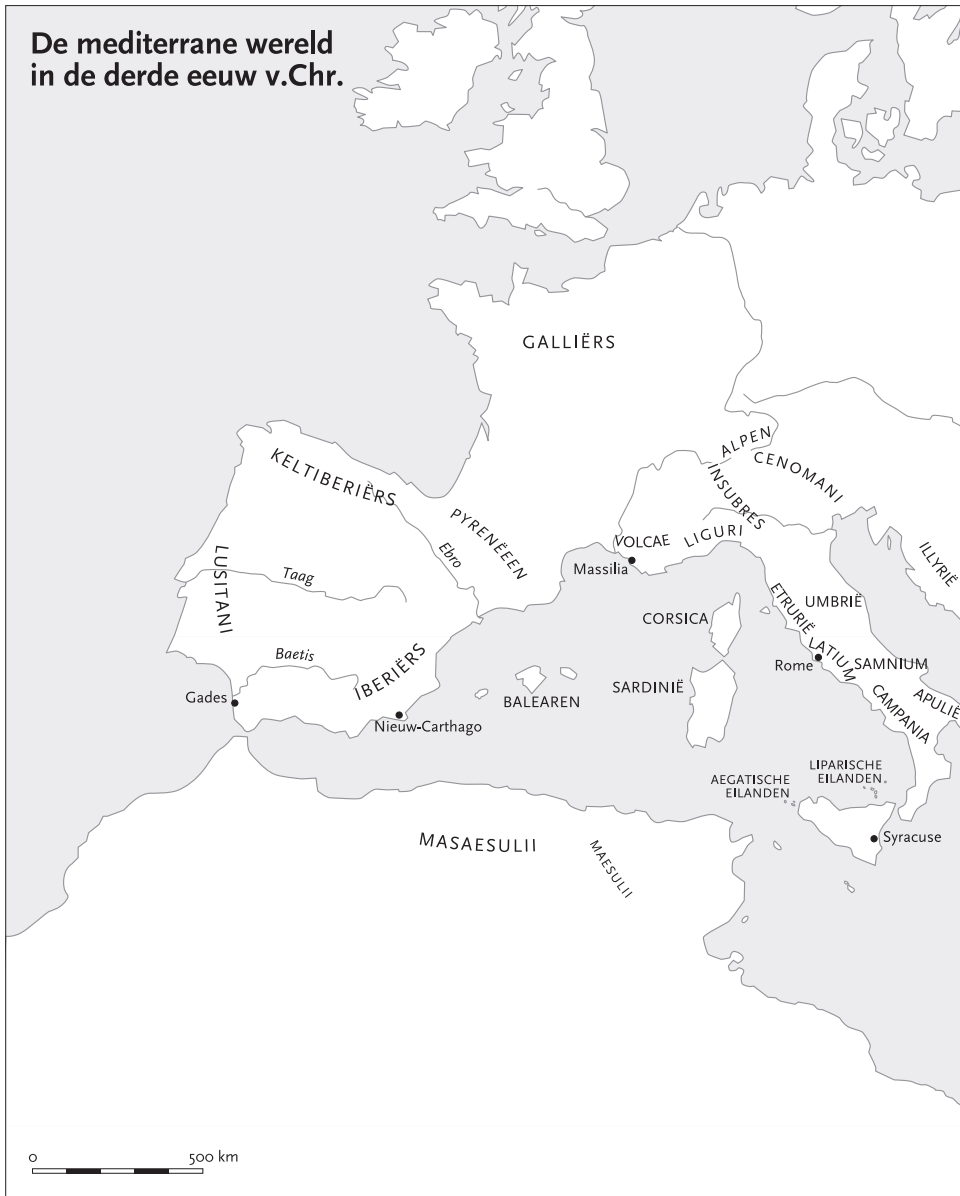 De mediterrane wereld
in de derde eeuw v.Chr.
GALLIËRS
ALPEN
CENOMANI
INSUBRES
KELTIBERIËRS
PYRENËEEN
Ebro
VOLCAE
LIGURI
Massilia
ILLYRIË
LUSITANI
Taag
ETRURIË
UMBRIË
CORSICA
LATIUM
Rome
SAMNIUM
Baetis
IBERIËRS
SARDINIË
BALEAREN
Gades
Nieuw-Carthago
CAMPANIA
APULIË
LIPARISCHE
EILANDEN
AEGATISCHE
EILANDEN
Syracuse
MASAESULII
MAESULII
0 500 km